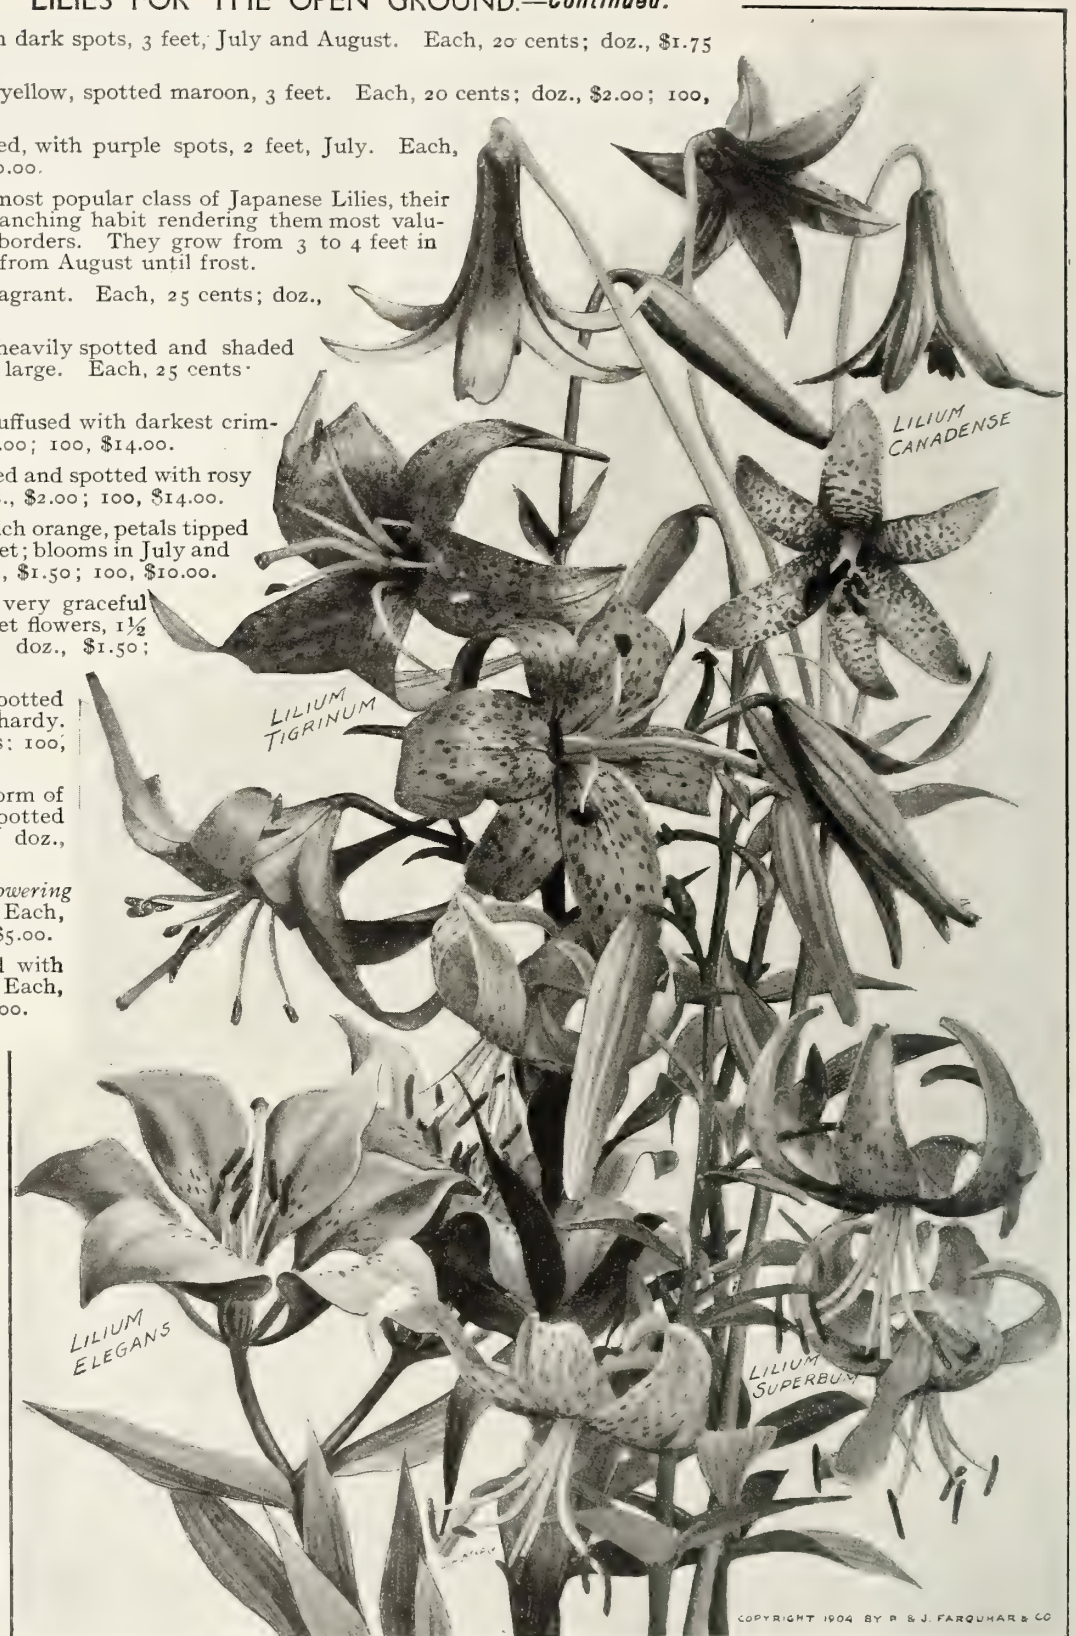 LILIES FOR THE OPEN GROUND.—Continued.
dark spots, 3 feet, July and August. Each, 20 cents; doz., $1.75
yellow, spotted maroon, 3 feet. Each, 20 cents; doz., $2.00; 100,
ed, with purple spots, 2 feet, July. Each,
0.00.
most popular class of Japanese Lilies, their
anching habit rendering them most valu-
borders. They grow from 3 to 4 feet in
from August until frost.
agrant. Each, 25 cents; doz.,
heavily spotted and shaded
large. Each, 25 cents
uffused with darkest crim-
.00; 100, $14.00.
ed and spotted with rosy
., $2.00; 100, $14.00.
ch orange, petals tipped
et; blooms in July and
, $1.50; 100, $10.00.
very graceful
et flowers, 1½
doz., $1.50;
potted
hardy.
s; 100,
orm of
potted
doz.,
owering
Each,
$5.00.
l with
Each,
00.
LILIUM
CANADENSE
LILIUM
TIGRINUM
LILIUM
ELEGANS
LILIUM
SUPERBUM
COPYRIGHT 1904 BY R & J. FARQUHAR & CO